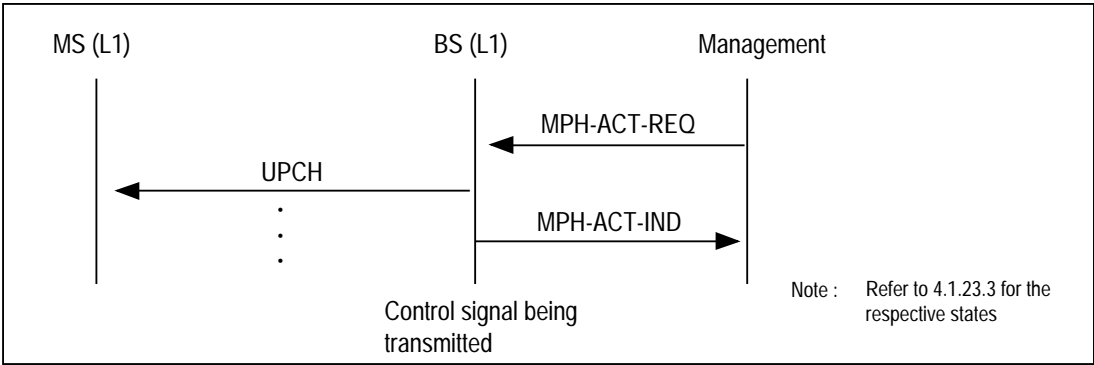 MS (L1)
BS (L1)
Management
MPH-ACT-REQ
UPCH
MPH-ACT-IND
Control signal being
transmitted
Note : Refer to 4.1.23.3 for the
respective states